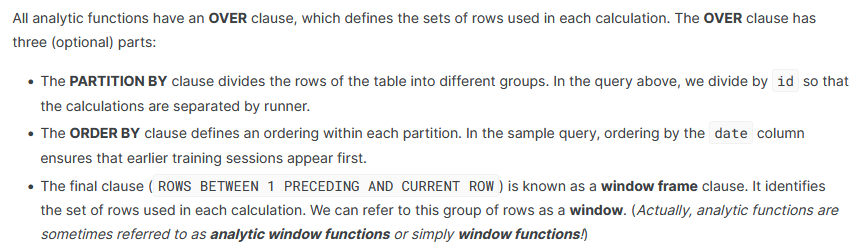 All analytic functions have an OVER clause, which defines the sets of rows used in each calculation. The OVER clause has
three (optional) parts:
• The PARTITION BY clause divides the rows of the table into different groups. In the query above, we divide by id so that
the calculations are separated by runner.
• The ORDER BY clause defines an ordering within each partition. In the sample query, ordering by the date column
ensures that earlier training sessions appear first.
• The final clause ( ROWS BETWEEN 1 PRECEDING AND CURRENT ROW ) is known as a window frame clause. It identifies
the set of rows used in each calculation. We can refer to this group of rows as a window. (Actually, analytic functions are
sometimes referred to as analytic window functions or simply window functions!)